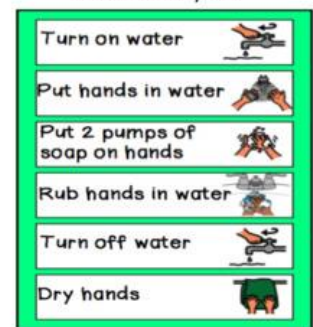 Turn on water
Put hands in water
Put 2 pumps of
soap on hands
Rub hands in water
Turn off water
Dry hands